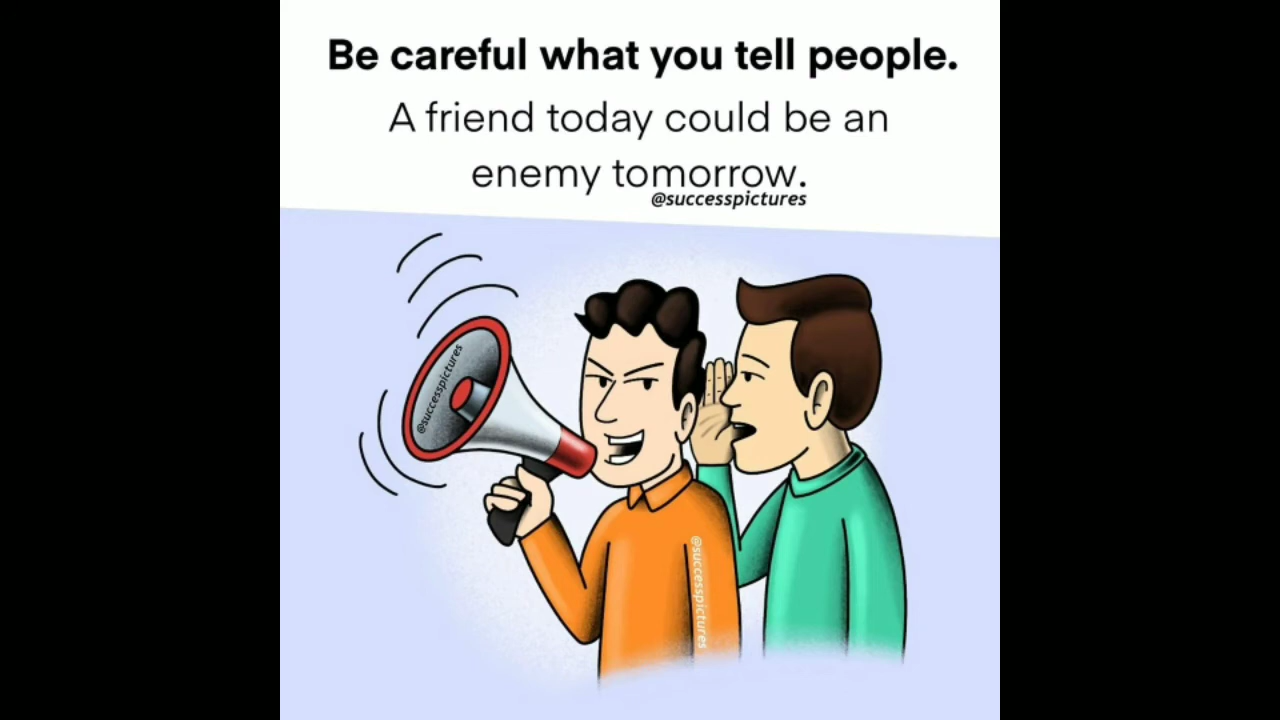 Be careful what you tell people.
A friend today could be an
enemy tomorrow.
@successpictures
@successpictures
@successpictures